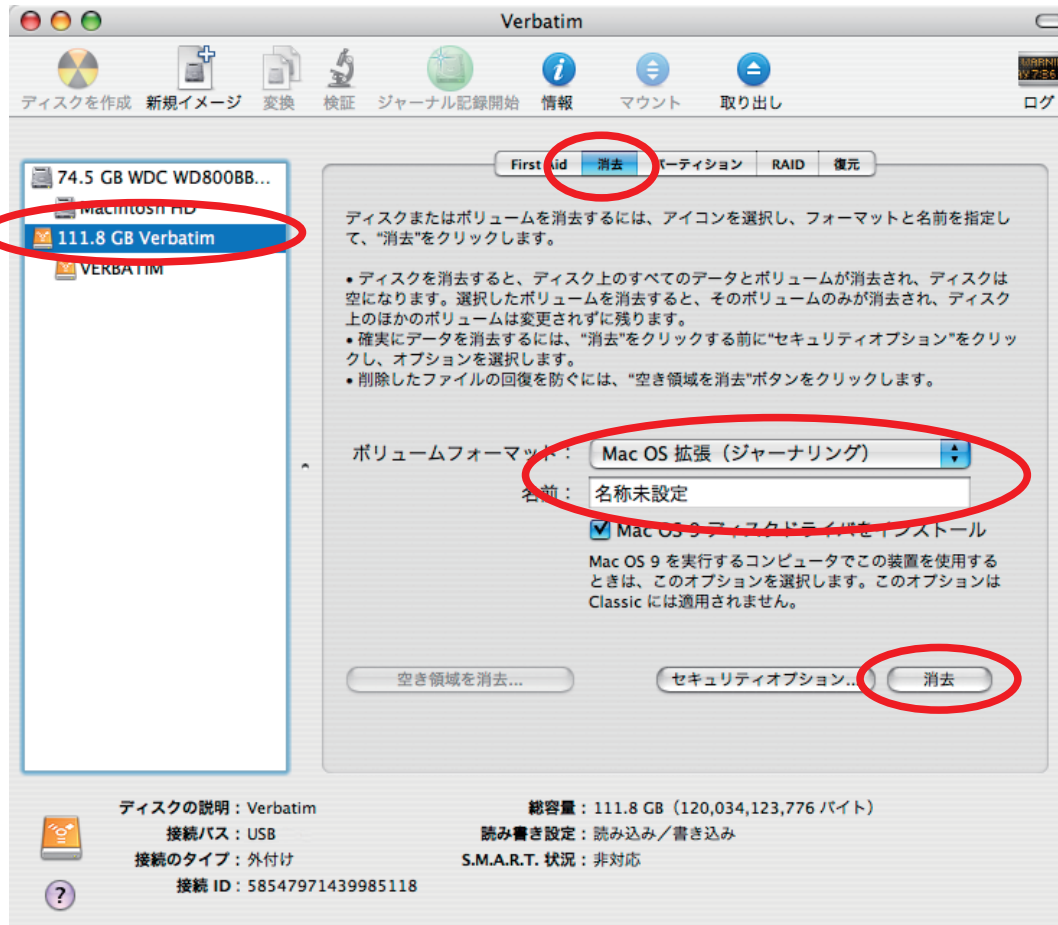 Verbatim
ディスクを作成 新規イメージ 変換 検証 ジャーナル記録開始 情報 マウント 取り出し ログ
First Aid 消去 パーティション RAID 復元
74.5 GB WDC WD800BB...
Macintosh HD
111.8 GB Verbatim
VERBATIM
ディスクまたはボリュームを消去するには、アイコンを選択し、フォーマットと名前を指定し
て、“消去”をクリックします。
• ディスクを消去すると、ディスク上のすべてのデータとボリュームが消去され、ディスクは
空になります。選択したボリュームを消去すると、そのボリュームのみが消去され、ディスク
上のほかのボリュームは変更されずに残ります。
• 確実にデータを消去するには、“消去”をクリックする前に“セキュリティオプション”をクリッ
クし、オプションを選択します。
• 削除したファイルの回復を防ぐには、“空き領域を消去”ボタンをクリックします。
ボリュームフォーマット： Mac OS 拡張（ジャーナリング）
名前： 名称未設定
Mac OS 9 ディスクドライバをインストール
Mac OS 9 を実行するコンピュータでこの装置を使用する
ときは、このオプションを選択します。このオプションは
Classic には適用されません。
空き領域を消去... セキュリティオプション... 消去
ディスクの説明：Verbatim 総容量：111.8 GB（120,034,123,776 バイト）
接続バス：USB 読み書き設定：読み込み／書き込み
接続のタイプ：外付け S.M.A.R.T. 状況：非対応
接続 ID：58547971439985118
?